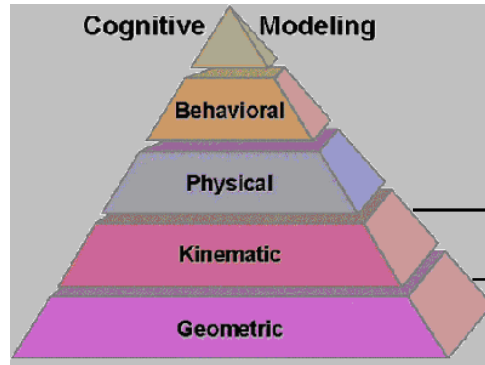 Cognitive Modeling
Behavioral
Physical
Kinematic
Geometric